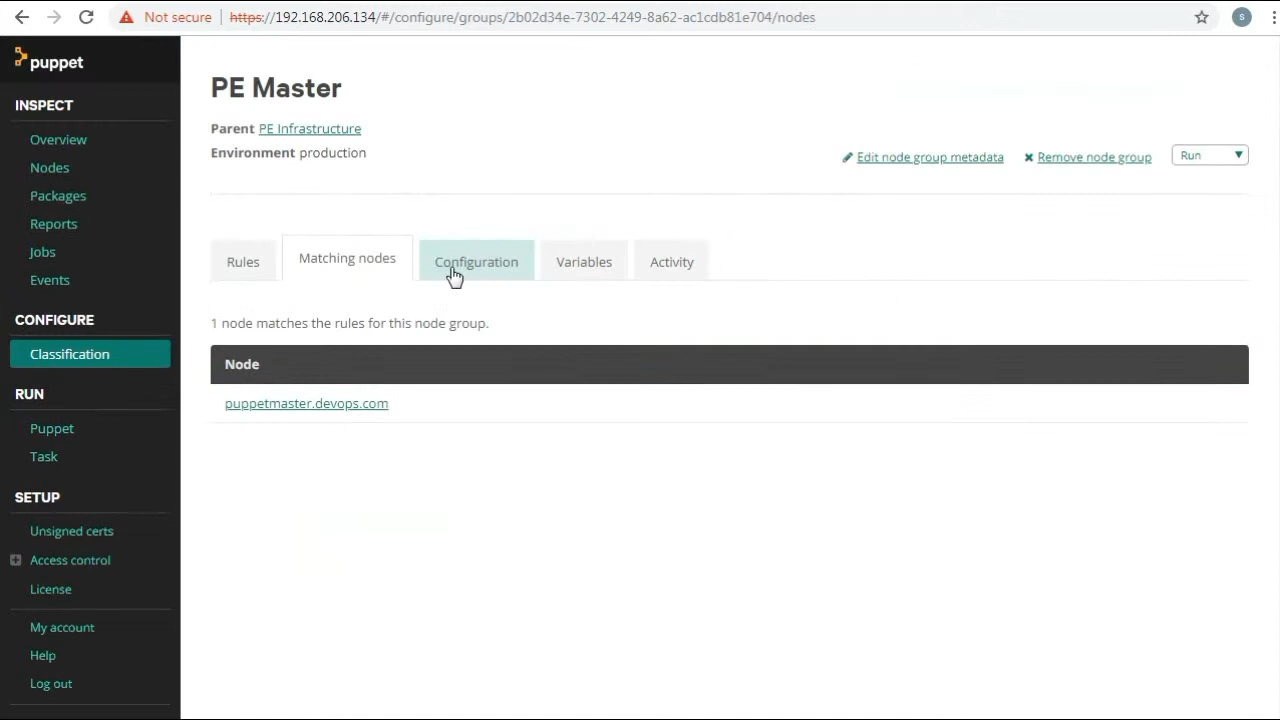 Not secure https://192.168.206.134/#/configure/groups/2b02d34e-7302-4249-8a62-ac1cdb81e704/nodes S
puppet
INSPECT
Overview
Nodes
Packages
Reports
Jobs
Events
CONFIGURE
Classification
RUN
Puppet
Task
SETUP
Unsigned certs
Access control
License
My account
Help
Log out
PE Master
Parent PE Infrastructure
Environment production
Edit node group metadata Remove node group Run
Rules Matching nodes Configuration Variables Activity
1 node matches the rules for this node group.
Node
puppetmaster.devops.com